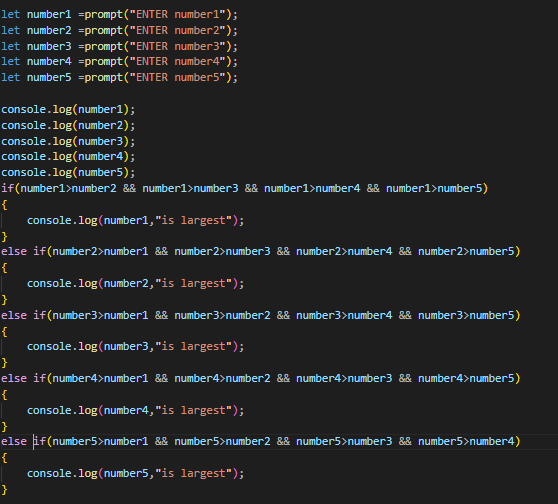 let number1 =prompt("ENTER number1");
let number2 =prompt("ENTER number2");
let number3 =prompt("ENTER number3");
let number4 =prompt("ENTER number4");
let number5 =prompt("ENTER number5");
console.log(number1);
console.log(number2);
console.log(number3);
console.log(number4);
console.log(number5);
if(number1>number2 && number1>number3 && number1>number4 && number1>number5)
{
    console.log(number1,"is largest");
}
else if(number2>number1 && number2>number3 && number2>number4 && number2>number5)
{
    console.log(number2,"is largest");
}
else if(number3>number1 && number3>number2 && number3>number4 && number3>number5)
{
    console.log(number3,"is largest");
}
else if(number4>number1 && number4>number2 && number4>number3 && number4>number5)
{
    console.log(number4,"is largest");
}
else if(number5>number1 && number5>number2 && number5>number3 && number5>number4)
{
    console.log(number5,"is largest");
}